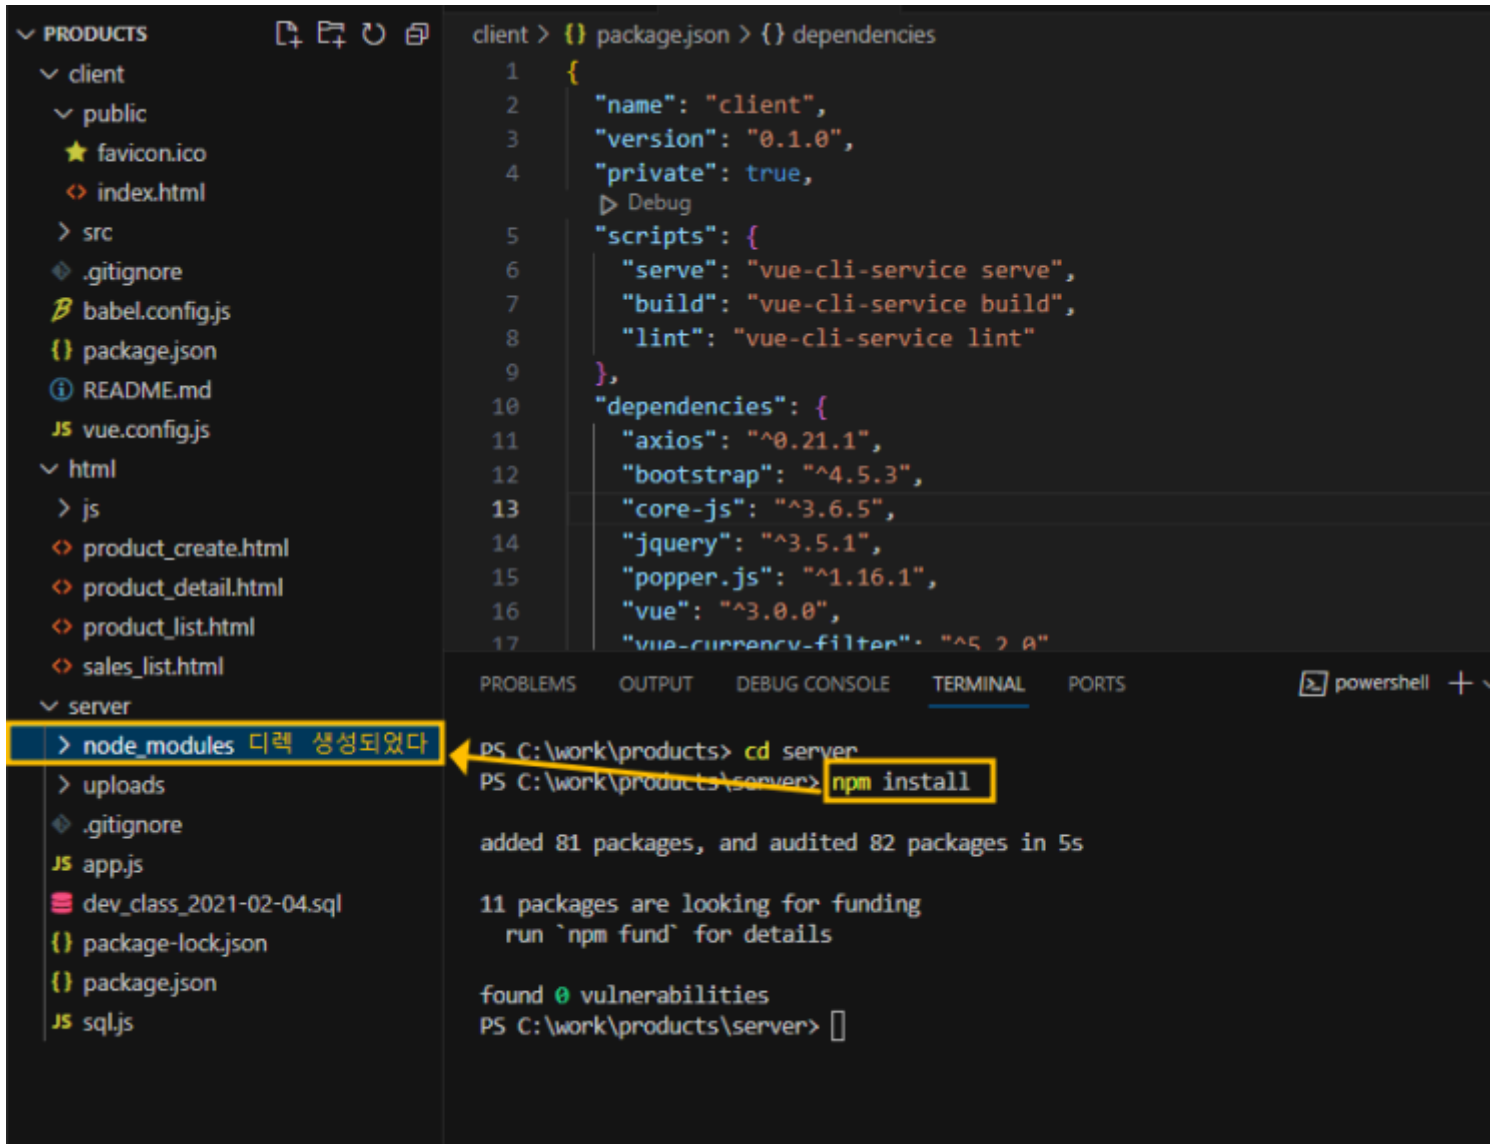 PRODUCTS
client
public
favicon.ico
index.html
src
.gitignore
babel.config.js
package.json
README.md
vue.config.js
html
js
product_create.html
product_detail.html
product_list.html
sales_list.html
server
node_modules 디렉 생성되었다
uploads
.gitignore
app.js
dev_class_2021-02-04.sql
package-lock.json
package.json
sql.js
client > {} package.json > {} dependencies
1 {
2 "name": "client",
3 "version": "0.1.0",
4 "private": true,
Debug
5 "scripts": {
6 "serve": "vue-cli-service serve",
7 "build": "vue-cli-service build",
8 "lint": "vue-cli-service lint"
9 },
10 "dependencies": {
11 "axios": "^0.21.1",
12 "bootstrap": "^4.5.3",
13 "core-js": "^3.6.5",
14 "jquery": "^3.5.1",
15 "popper.js": "^1.16.1",
16 "vue": "^3.0.0",
17 "vue-currency-filter": "^5.2.0"
PROBLEMS OUTPUT DEBUG CONSOLE TERMINAL PORTS powershell
PS C:\work\products> cd server
PS C:\work\products\server> npm install
added 81 packages, and audited 82 packages in 5s
11 packages are looking for funding
run `npm fund` for details
found 0 vulnerabilities
PS C:\work\products\server>